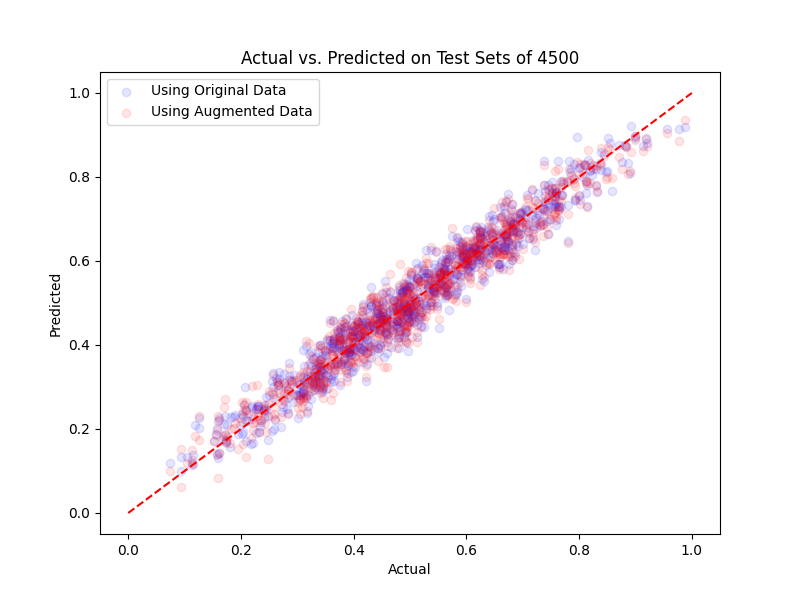 Actual vs. Predicted on Test Sets of 4500
Using Original Data
Using Augmented Data
1.0
0.8
0.6
0.4
0.2
0.0
Predicted
0.0 0.2 0.4 0.6 0.8 1.0
Actual